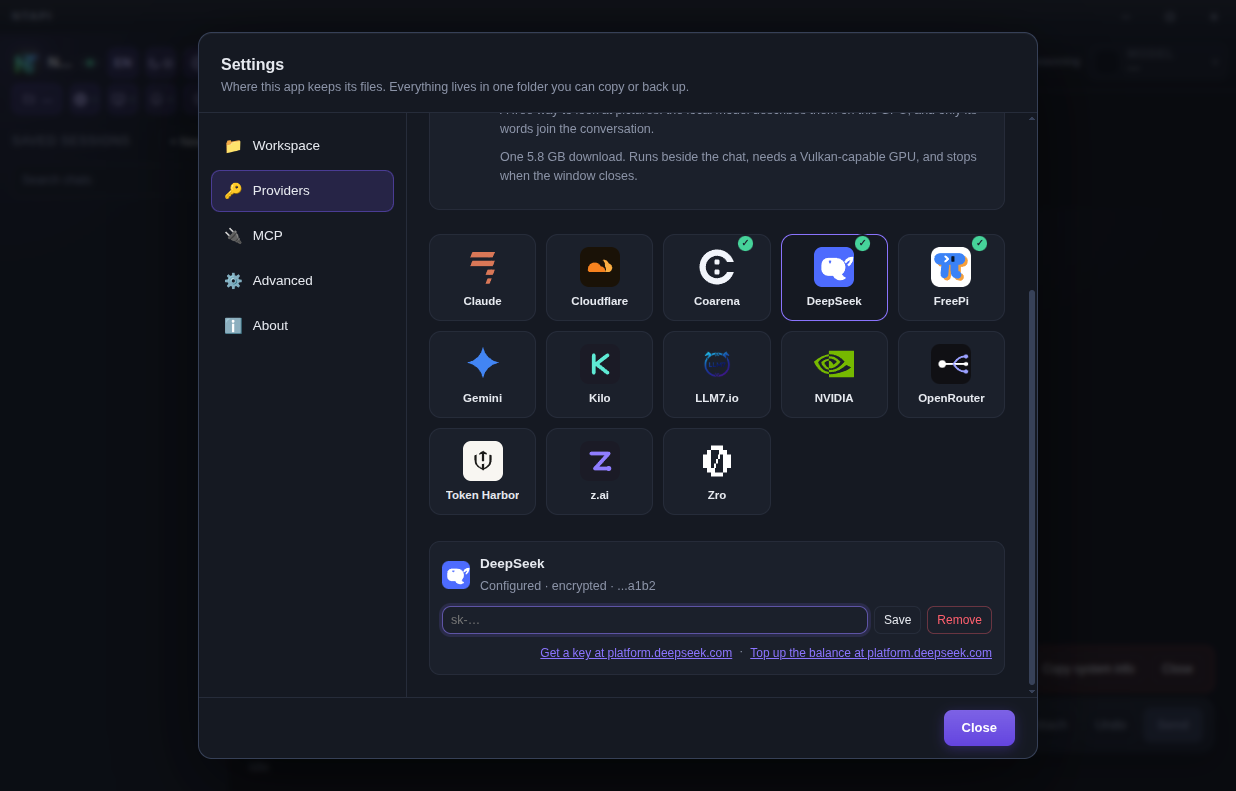 Settings
Where this app keeps its files. Everything lives in one folder you can copy or back up.
📁 Workspace
🔑 Providers
🔌 MCP
⚙️ Advanced
ℹ️ About
words join the conversation.
One 5.8 GB download. Runs beside the chat, needs a Vulkan-capable GPU, and stops
when the window closes.
Claude
Cloudflare
Coarena
DeepSeek
FreePi
Gemini
Kilo
LLM7.io
NVIDIA
OpenRouter
Token Harbor
z.ai
Zro
DeepSeek
Configured · encrypted · ...a1b2
sk-…
Save
Remove
Get a key at platform.deepseek.com · Top up the balance at platform.deepseek.com
Close